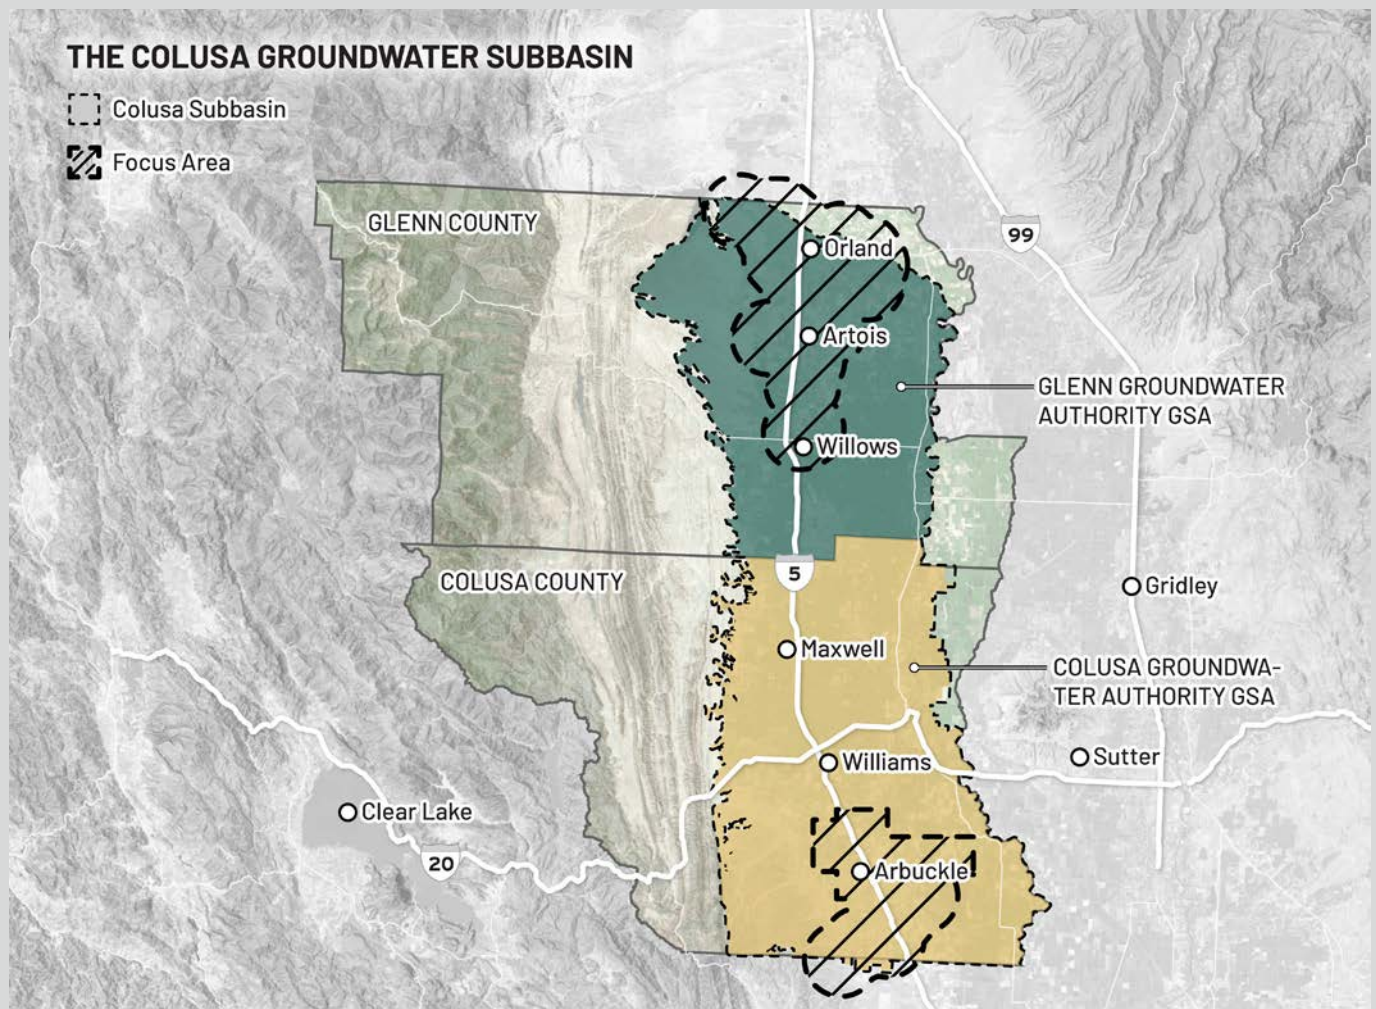 THE COLUSA GROUNDWATER SUBBASIN
Colusa Subbasin
Focus Area
GLENN COUNTY
99
Orland
Artois
GLENN GROUNDWATER
AUTHORITY GSA
Willows
5
COLUSA COUNTY
Gridley
Maxwell
COLUSA GROUNDWA-
TER AUTHORITY GSA
Williams
Sutter
Clear Lake
20
Arbuckle